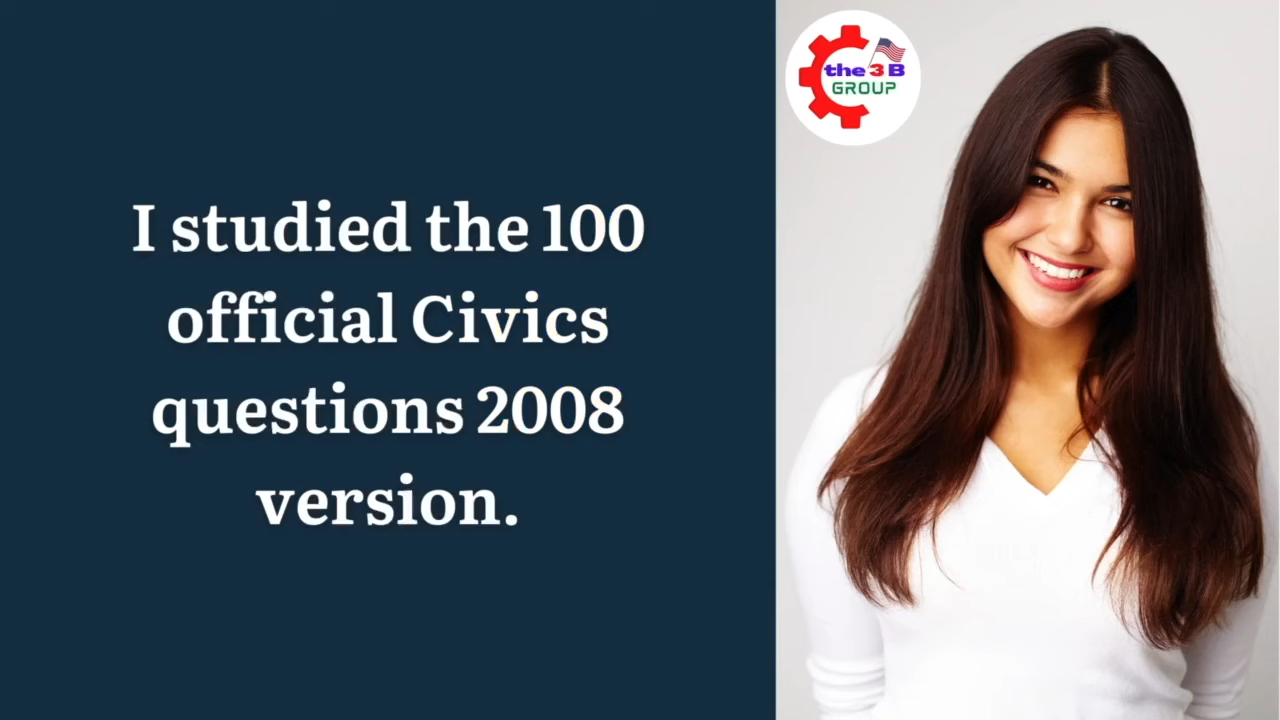 I studied the 100
official Civics
questions 2008
version.
the 3 B
GROUP